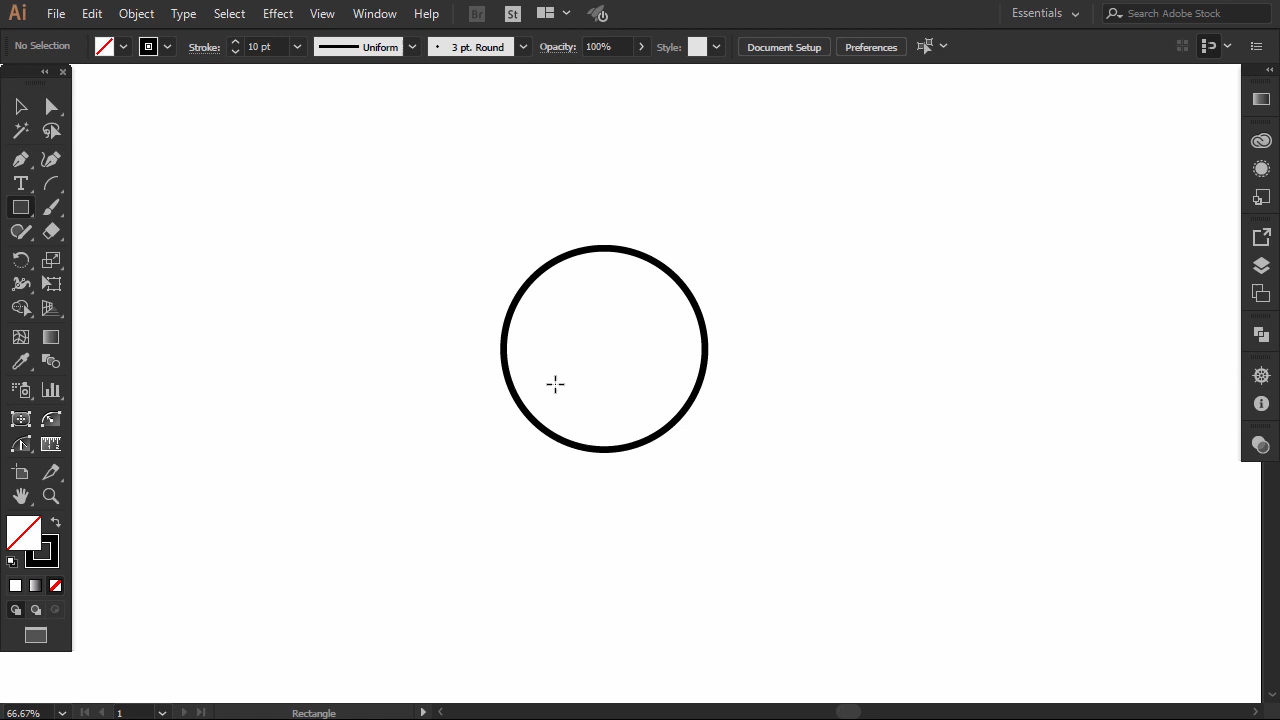 Ai File Edit Object Type Select Effect View Window Help Br St Essentials Search Adobe Stock
No Selection Stroke: 10 pt Uniform 3 pt. Round Opacity: 100% Style: Document Setup Preferences
T
66.67% 1 Rectangle